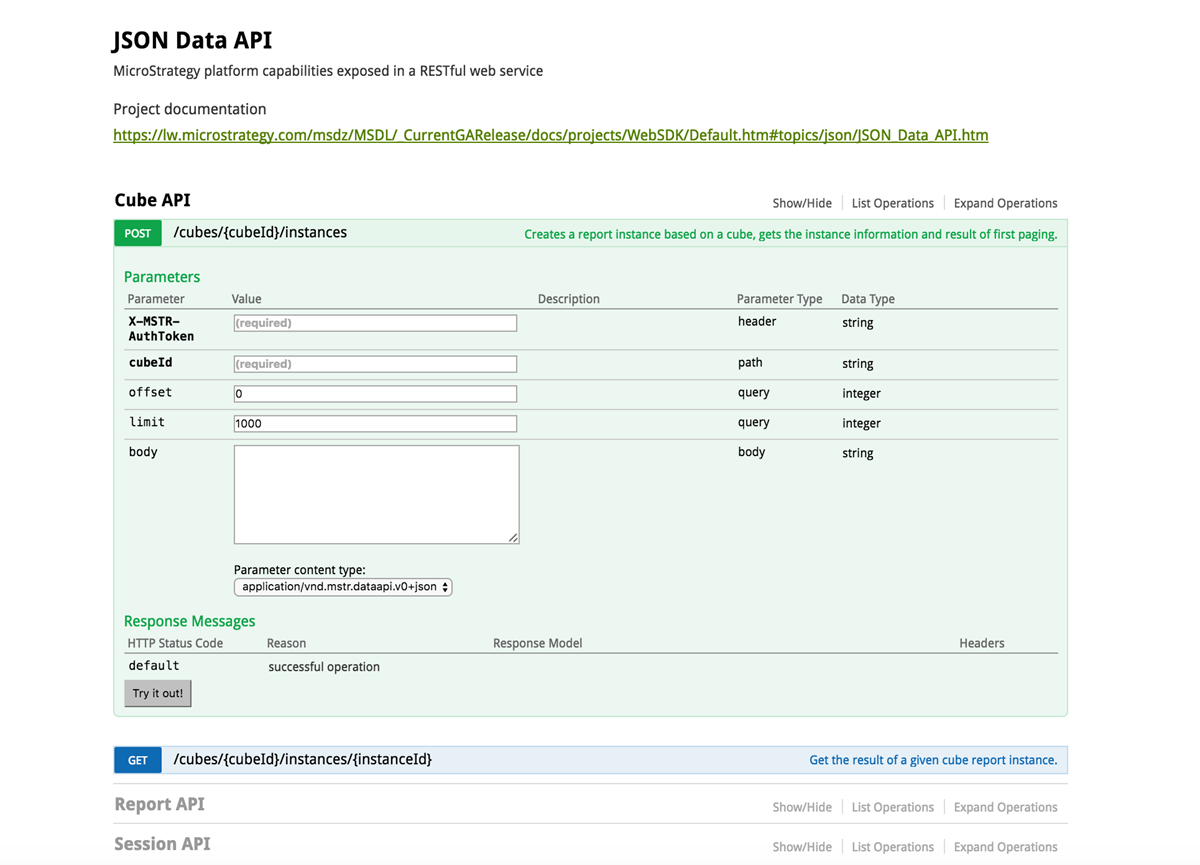 JSON Data API
MicroStrategy platform capabilities exposed in a RESTful web service
Project documentation
https://lw.microstrategy.com/msdz/MSDL/_CurrentGARelease/docs/projects/WebSDK/Default.htm#topics/json/JSON_Data_API.htm
Cube API Show/Hide List Operations Expand Operations
POST /cubes/{cubeId}/instances Creates a report instance based on a cube, gets the instance information and result of first paging.
Parameters
Parameter Value Description Parameter Type Data Type
X-MSTR-AuthToken (required) header string
cubeId (required) path string
offset 0 query integer
limit 1000 query integer
body body string
Parameter content type:
application/vnd.mstr.dataapi.v0+json
Response Messages
HTTP Status Code Reason Response Model Headers
default successful operation
Try it out!
GET /cubes/{cubeId}/instances/{instanceId} Get the result of a given cube report instance.
Report API Show/Hide List Operations Expand Operations
Session API Show/Hide List Operations Expand Operations